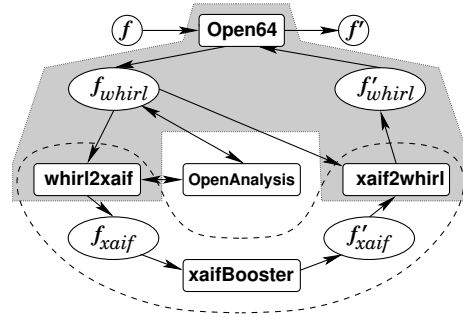 f Open64 f′
f_whirl f′_whirl
whirl2xaif OpenAnalysis xaif2whirl
f_xaif f′_xaif
xaifBooster